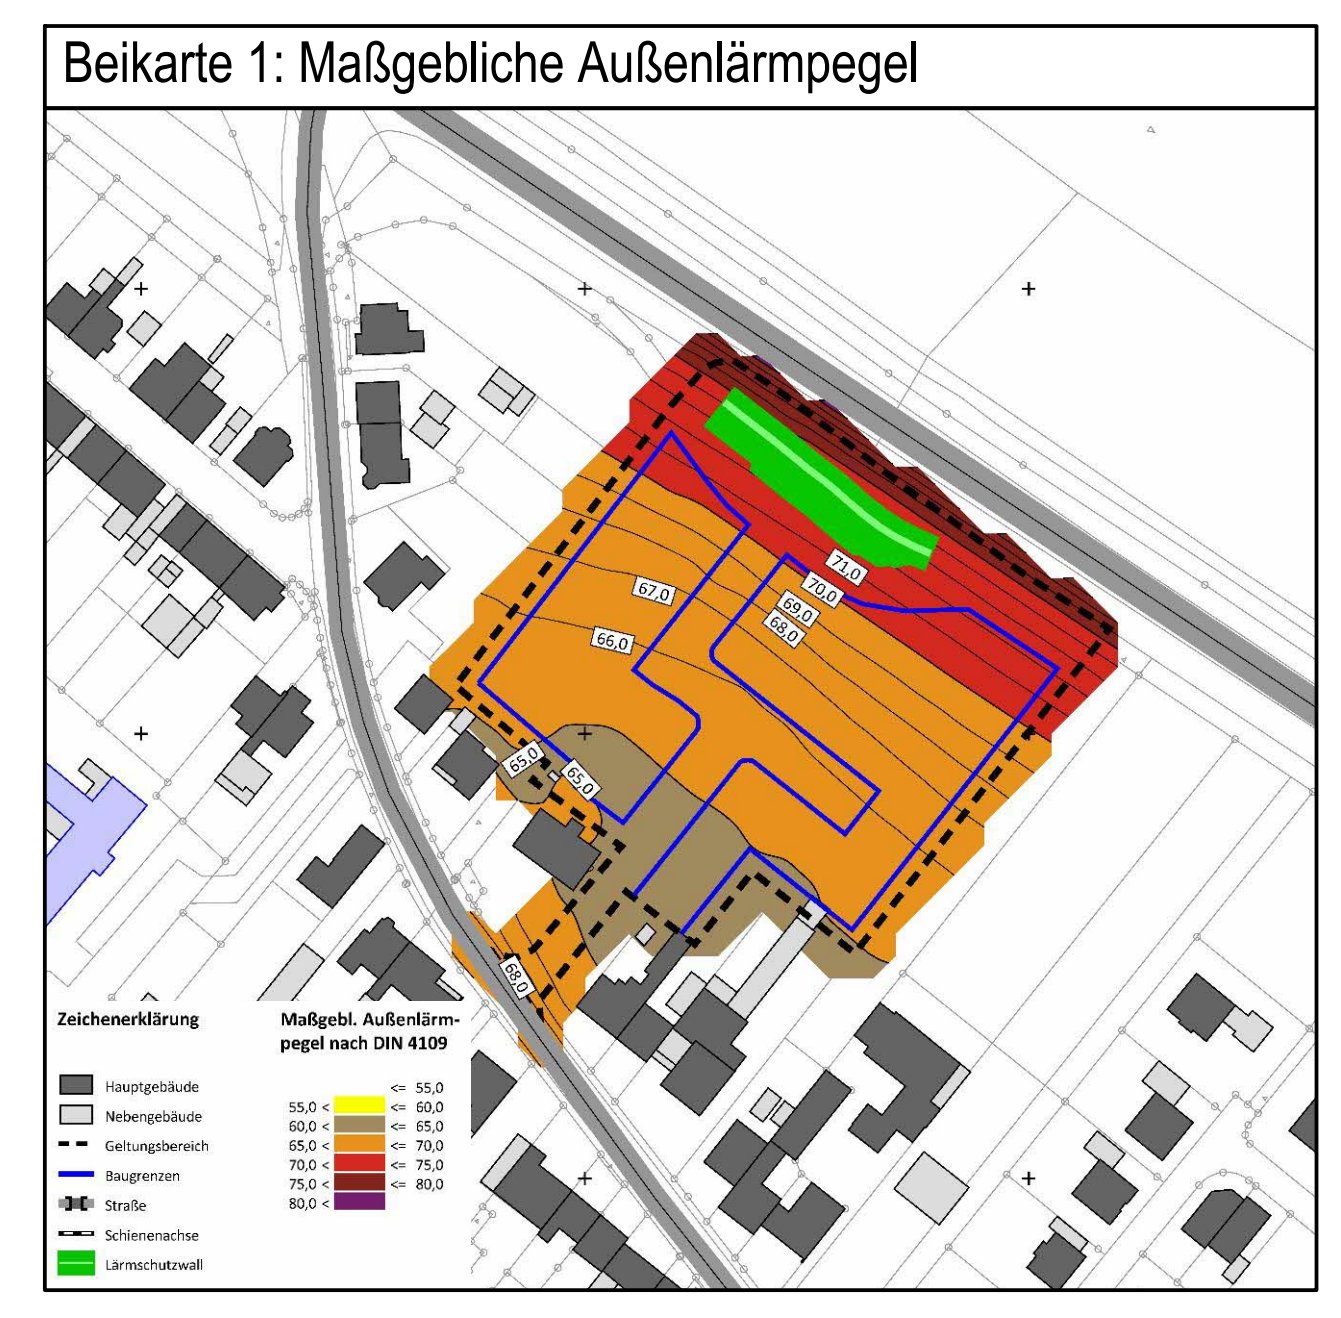 Beikarte 1: Maßgebliche Außenlärmpegel
71,0
70,0
69,0
68,0
67,0
66,0
65,0
65,0
68,0
Zeichenerklärung
Hauptgebäude
Nebengebäude
Geltungsbereich
Baugrenzen
Straße
Schienenachse
Lärmschutzwall
Maßgebl. Außenlärm-
pegel nach DIN 4109
<= 55,0
55,0 < <= 60,0
60,0 < <= 65,0
65,0 < <= 70,0
70,0 < <= 75,0
75,0 < <= 80,0
80,0 <